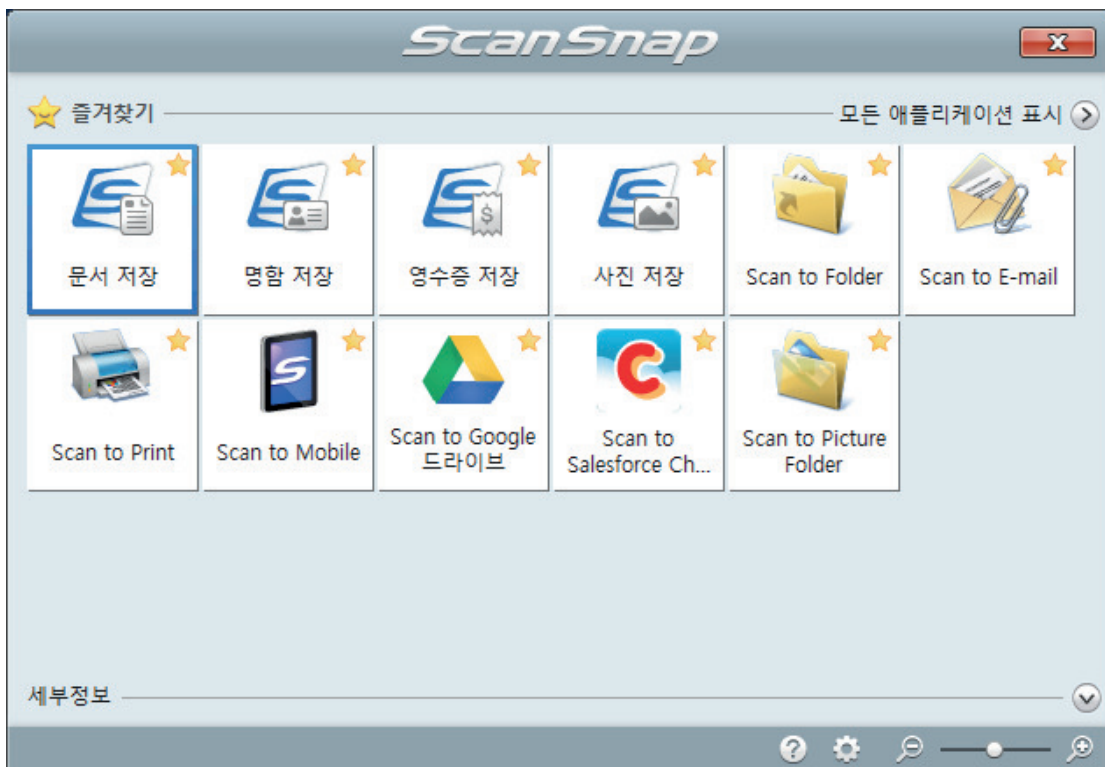 ScanSnap
즐겨찾기
모든 애플리케이션 표시
문서 저장
명함 저장
영수증 저장
사진 저장
Scan to Folder
Scan to E-mail
Scan to Print
Scan to Mobile
Scan to Google
드라이브
Scan to
Salesforce Ch...
Scan to Picture
Folder
세부정보